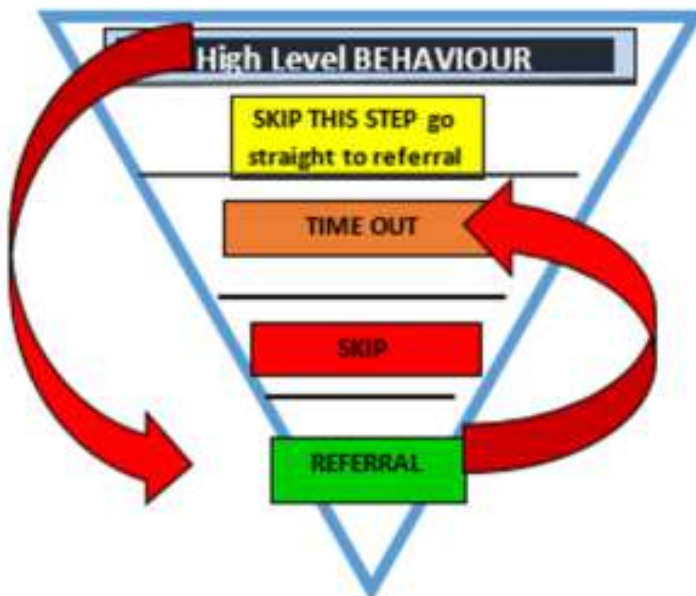 High Level BEHAVIOUR
SKIP THIS STEP go
straight to referral
TIME OUT
SKIP
REFERRAL